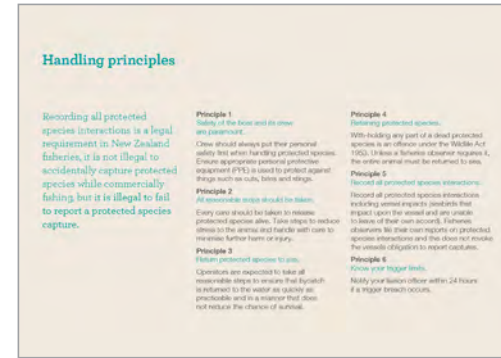 Handling principles
Recording all protected
species interactions is a legal
requirement in New Zealand
fisheries, it is not illegal to
accidentally capture protected
species while commercially
fishing, but it is illegal to fail
to report a protected species
capture.
Principle 1
Safety of the boat and its crew
are paramount.
Crew should always put their personal
safety first when handling protected species.
Ensure appropriate personal protective
equipment (PPE) is used to protect against
things such as cuts, bites and stings.
Principle 2
All reasonable steps should be taken.
Every care should be taken to release
protected species alive. Take steps to reduce
stress to the animal and handle with care to
minimise further harm or injury.
Principle 3
Return protected species to sea.
Operators are expected to take all
reasonable steps to ensure that bycatch
is returned to the water as quickly as
practicable and in a manner that does
not reduce the chance of survival.
Principle 4
Retaining protected species.
With-holding any part of a dead protected
species is an offence under the Wildlife Act
1953. Unless a fisheries observer requires it,
the entire animal must be returned to sea.
Principle 5
Record all protected species interactions
including vessel impacts (seabirds that
impact upon the vessel and are unable
to leave of their own accord). Fisheries
observers file their own reports on protected
species interactions and this does not revoke
the vessels obligation to report captures.
Principle 6
Know your trigger limits.
Notify your liaison officer within 24 hours
if a trigger breach occurs.